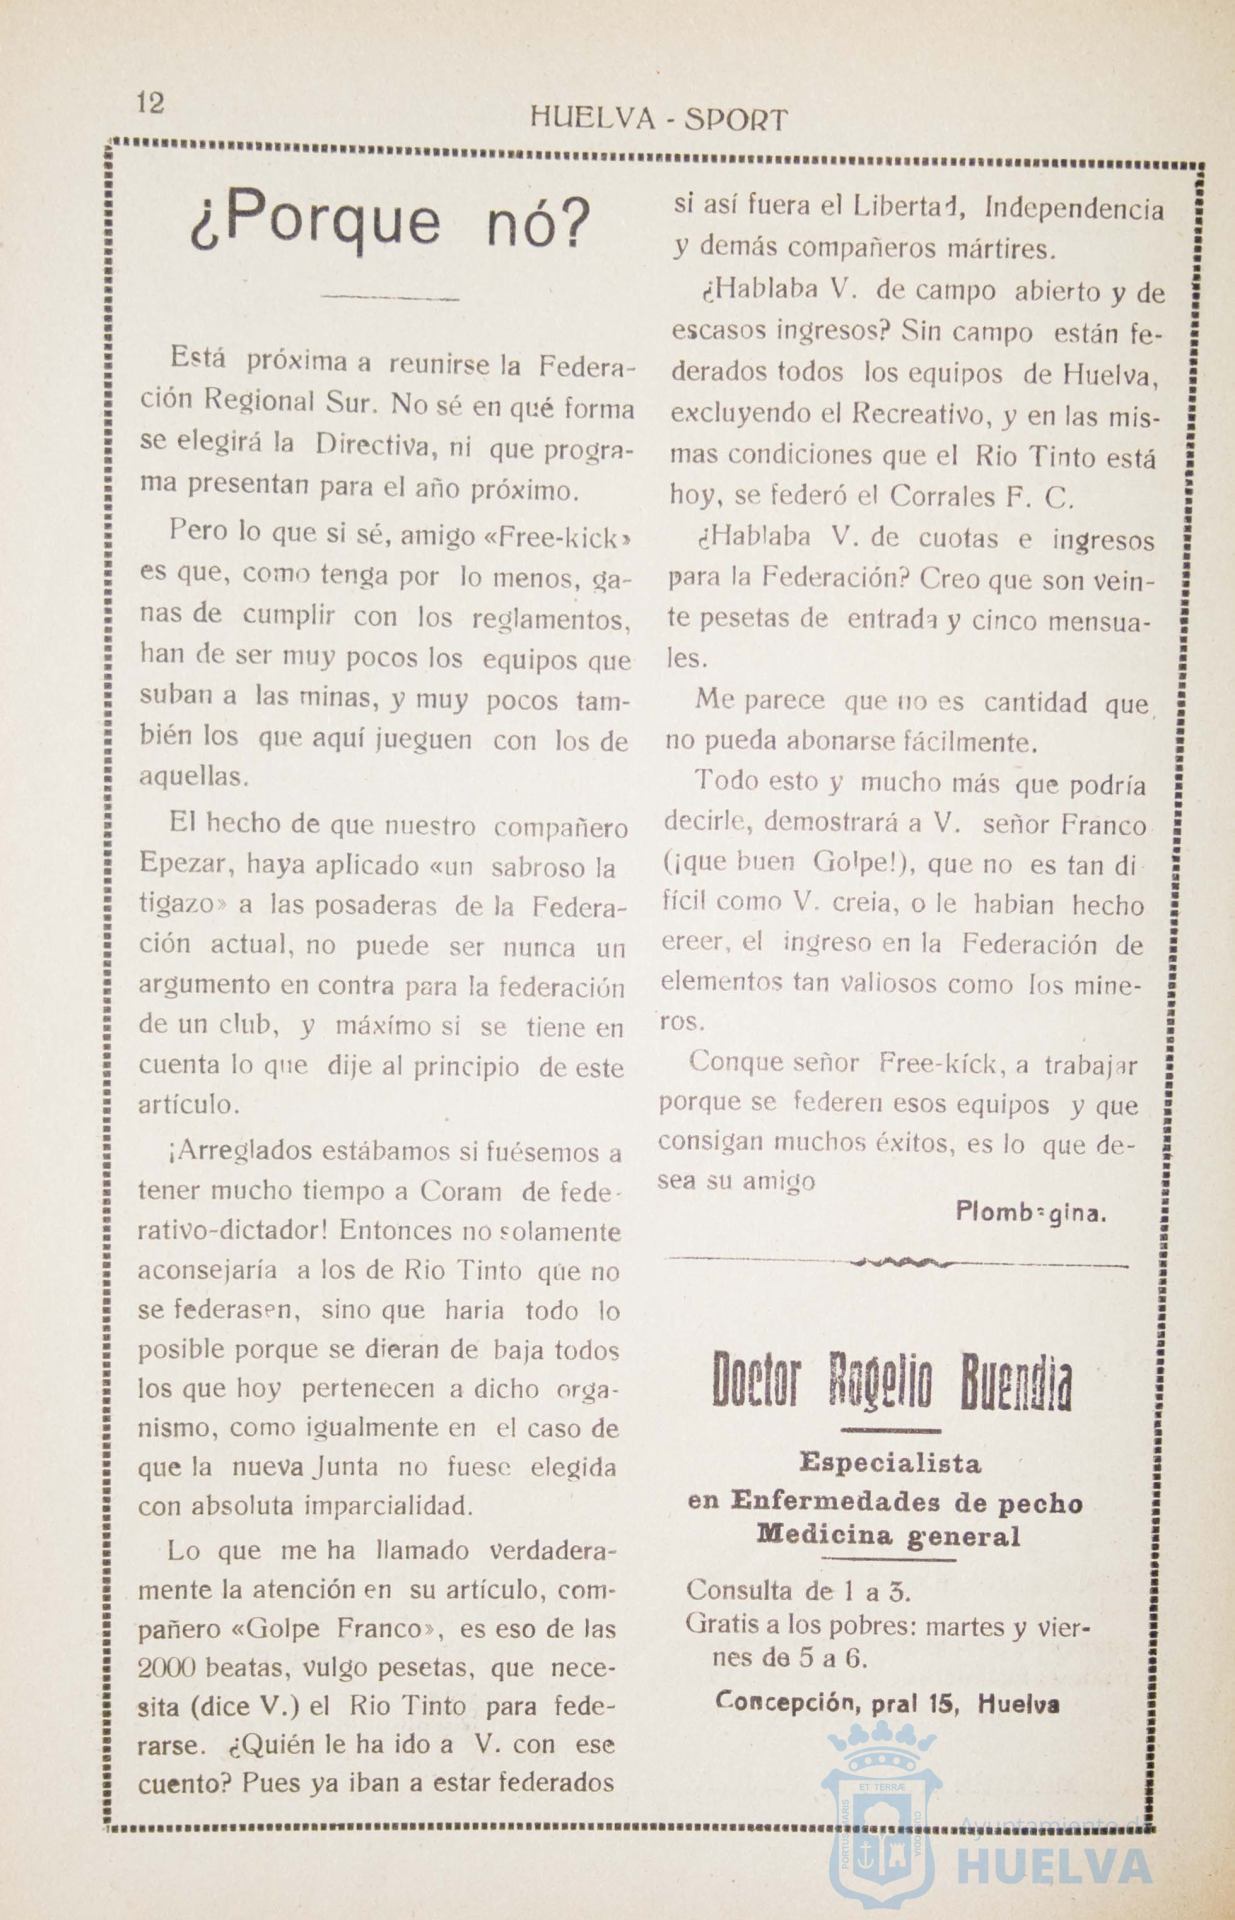 12
HUELVA - SPORT
¿Porque nó?
Está próxima a reunirse la Federa-
ción Regional Sur. No sé en qué forma
se elegirá la Directiva, ni que progra-
ma presentan para el año próximo.
Pero lo que si sé, amigo «Free-kick»
es que, como tenga por lo menos, ga-
nas de cumplir con los reglamentos,
han de ser muy pocos los equipos que
suban a las minas, y muy pocos tam-
bién los que aquí jueguen con los de
aquellas.
El hecho de que nuestro compañero
Epezar, haya aplicado «un sabroso la
tigazo» a las posaderas de la Federa-
ción actual, no puede ser nunca un
argumento en contra para la federación
de un club, y máxímo si se tiene en
cuenta lo que dije al principio de este
artículo.
¡Arreglados estábamos si fuésemos a
tener mucho tiempo a Coram de fede-
rativo-dictador! Entonces no solamente
aconsejaría a los de Rio Tinto que no
se federasen, sino que haria todo lo
posible porque se dieran de baja todos
los que hoy pertenecen a dicho orga-
nismo, como igualmente en el caso de
que la nueva Junta no fuese elegida
con absoluta imparcialidad.
Lo que me ha llamado verdadera-
mente la atención en su artículo, com-
pañero «Golpe Franco», es eso de las
2000 beatas, vulgo pesetas, que nece-
sita (dice V.) el Rio Tinto para fede-
rarse. ¿Quién le ha ido a V. con ese
cuento? Pues ya iban a estar federados
si así fuera el Libertad, Independencia
y demás compañeros mártires.
¿Hablaba V. de campo abierto y de
escasos ingresos? Sin campo están fe-
derados todos los equipos de Huelva,
excluyendo el Recreativo, y en las mis-
mas condiciones que el Rio Tinto está
hoy, se federó el Corrales F. C.
¿Hablaba V. de cuotas e ingresos
para la Federación? Creo que son vein-
te pesetas de entrada y cinco mensua-
les.
Me parece que no es cantidad que
no pueda abonarse fácilmente.
Todo esto y mucho más que podría
decirle, demostrará a V. señor Franco
(¡que buen Golpe!), que no es tan di
fícil como V. creia, o le habian hecho
ereer, el ingreso en la Federación de
elementos tan valiosos como los mine-
ros.
Conque señor Free-kíck, a trabajar
porque se federen esos equipos y que
consigan muchos éxitos, es lo que de-
sea su amigo
Plombagina.
Doctor Rogelio Buendía
Especialista
en Enfermedades de pecho
Medicina general
Consulta de 1 a 3.
Gratis a los pobres: martes y vier-
nes de 5 a 6.
Concepción, pral 15, Huelva
ET TERRÆ
PORTUS MARIS
CUSTODIA
Ayuntamiento de
HUELVA